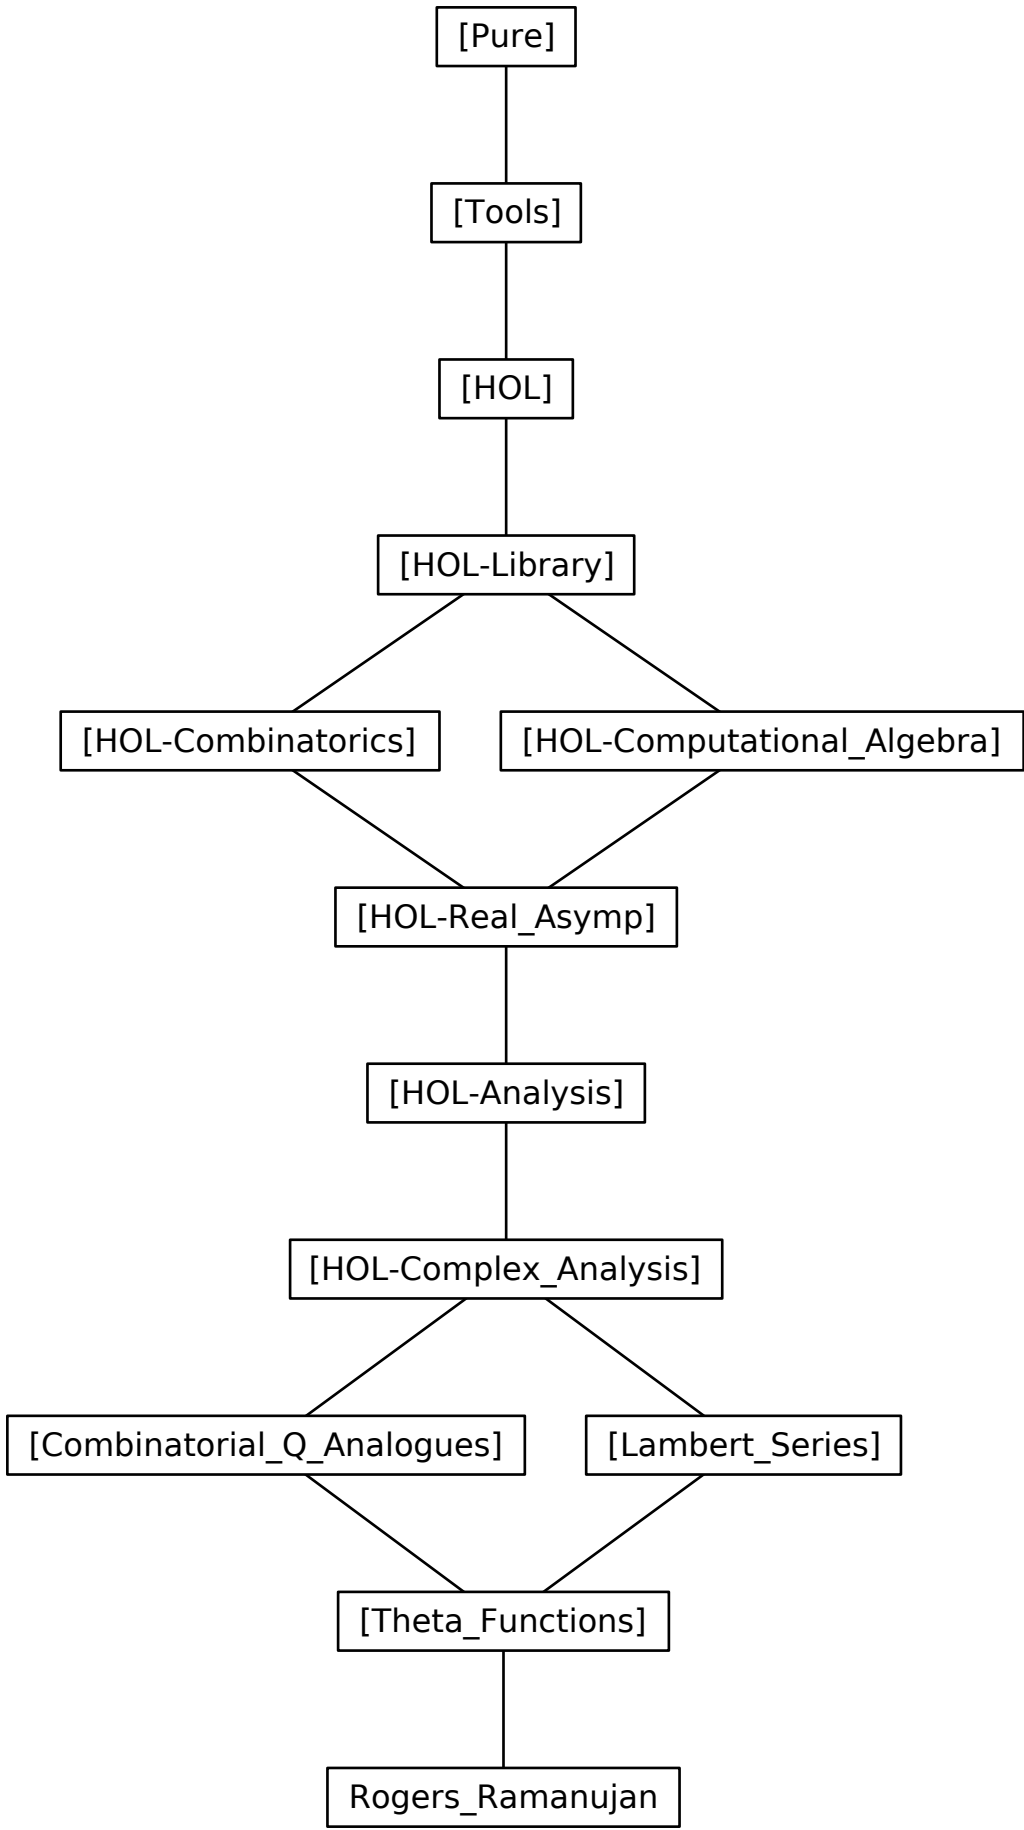 [Pure]
[Tools]
[HOL]
[HOL-Library]
[HOL-Combinatorics]
[HOL-Computational_Algebra]
[HOL-Real_Asymp]
[HOL-Analysis]
[HOL-Complex_Analysis]
[Combinatorial_Q_Analogues]
[Lambert_Series]
[Theta_Functions]
Rogers_Ramanujan